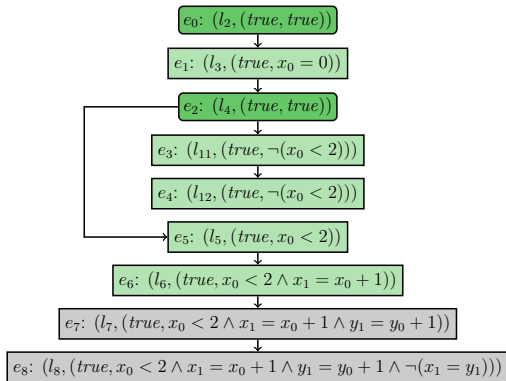 e₀: (l₂, (true, true))
e₁: (l₃, (true, x₀ = 0))
e₂: (l₄, (true, true))
e₃: (l₁₁, (true, ¬(x₀ < 2)))
e₄: (l₁₂, (true, ¬(x₀ < 2)))
e₅: (l₅, (true, x₀ < 2))
e₆: (l₆, (true, x₀ < 2 ∧ x₁ = x₀ + 1))
e₇: (l₇, (true, x₀ < 2 ∧ x₁ = x₀ + 1 ∧ y₁ = y₀ + 1))
e₈: (l₈, (true, x₀ < 2 ∧ x₁ = x₀ + 1 ∧ y₁ = y₀ + 1 ∧ ¬(x₁ = y₁)))